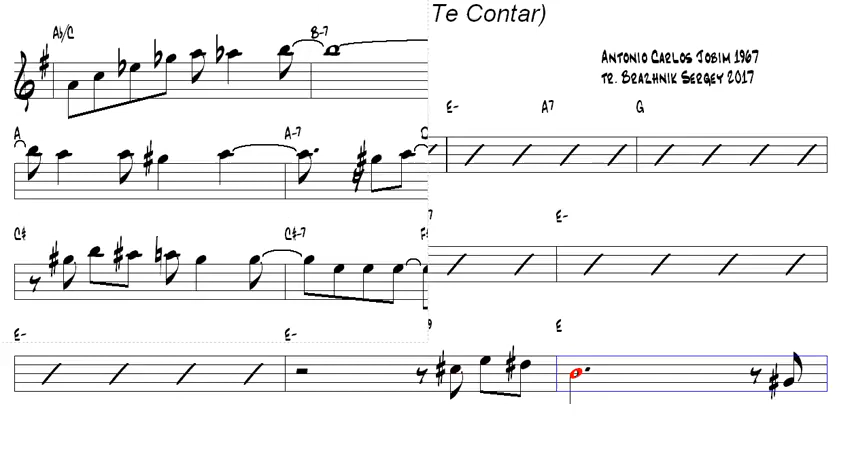 Te Contar)
Antonio Carlos Jobim 1967
tr. Brazhnik Sergey 2017
Ab/C B-7
E- A7 G
A A-7
E-
C# C#-7
E- E- E